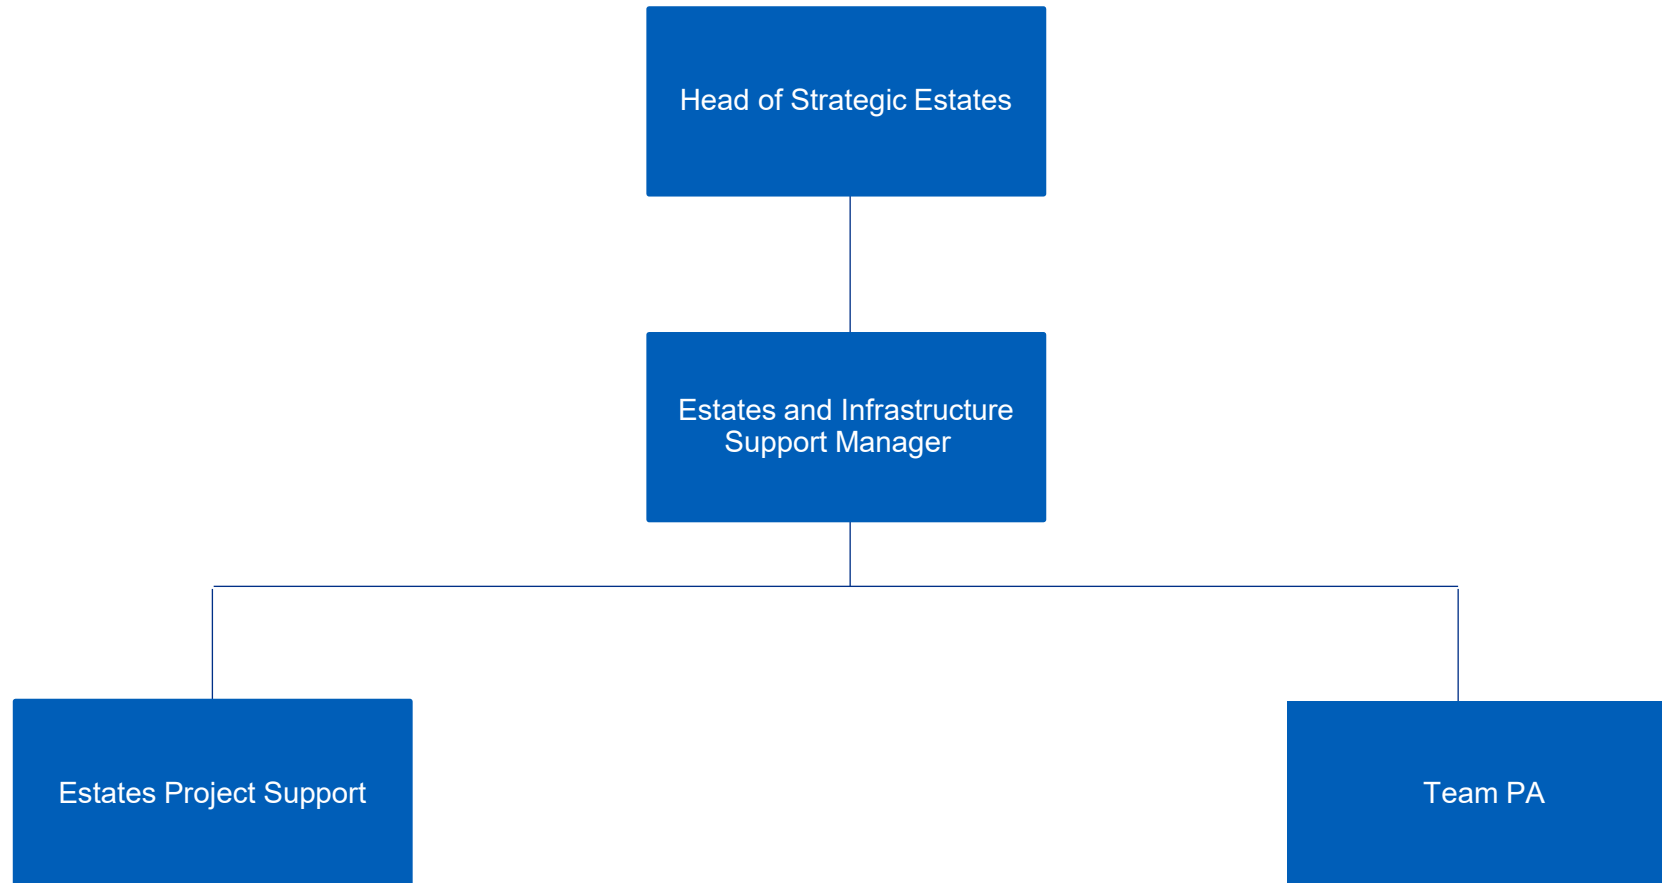 Head of Strategic Estates
Estates and Infrastructure
Support Manager
Estates Project Support
Team PA